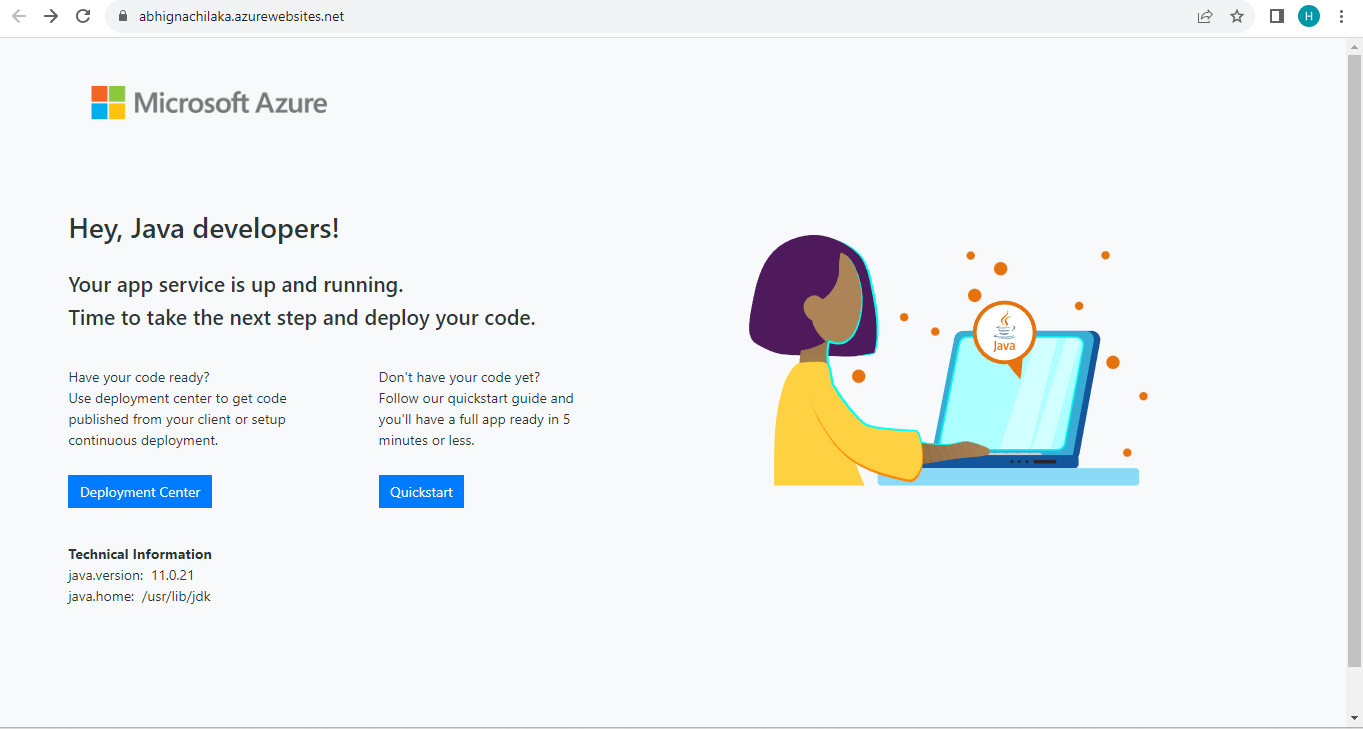 abhignachilaka.azurewebsites.net
H
Microsoft Azure
Hey, Java developers!
Your app service is up and running.
Time to take the next step and deploy your code.
Have your code ready?
Use deployment center to get code
published from your client or setup
continuous deployment.
Deployment Center
Don't have your code yet?
Follow our quickstart guide and
you'll have a full app ready in 5
minutes or less.
Quickstart
Technical Information
java.version: 11.0.21
java.home: /usr/lib/jdk
Java